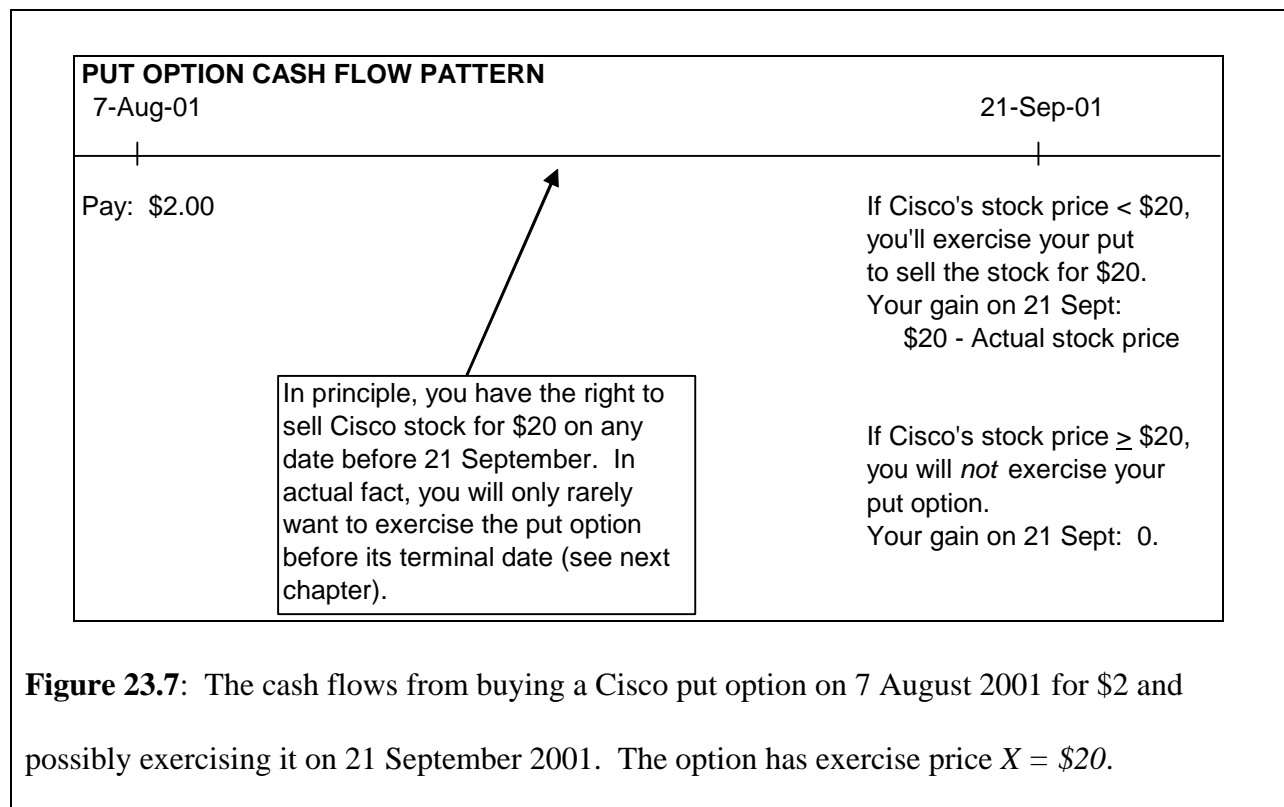 PUT OPTION CASH FLOW PATTERN
7-Aug-01
21-Sep-01
Pay: $2.00
If Cisco's stock price < $20,
you'll exercise your put
to sell the stock for $20.
Your gain on 21 Sept:
$20 - Actual stock price
In principle, you have the right to
sell Cisco stock for $20 on any
date before 21 September. In
actual fact, you will only rarely
want to exercise the put option
before its terminal date (see next
chapter).
If Cisco's stock price ≥ $20,
you will not exercise your
put option.
Your gain on 21 Sept: 0.
Figure 23.7: The cash flows from buying a Cisco put option on 7 August 2001 for $2 and
possibly exercising it on 21 September 2001. The option has exercise price X = $20.